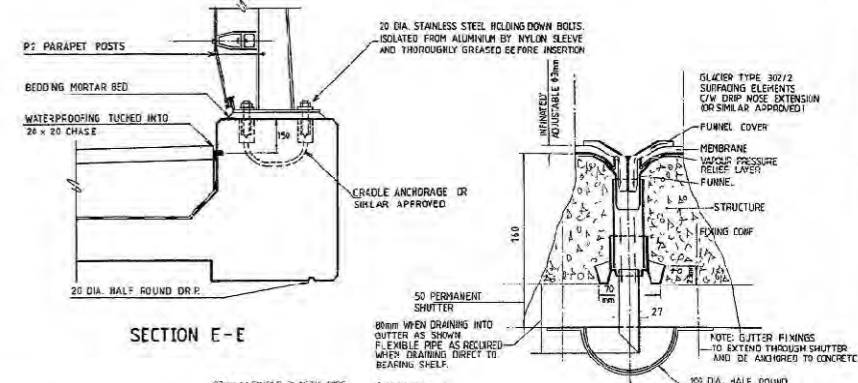 20 DIA. STAINLESS STEEL HOLDING DOWN BOLTS.
ISOLATED FROM ALUMINIUM BY NYLON SLEEVE
AND THOROUGHLY GREASED BEFORE INSERTION
P2 PARAPET POSTS
BEDDING MORTAR BED
WATERPROOFING TUCKED INTO
20 x 20 CHASE
150
CRADLE ANCHORAGE OR
SIMILAR APPROVED
20 DIA. HALF ROUND DRIP.
SECTION E-E
ADJUSTABLE 63mm
GLACIER TYPE 302/2
SURFACING ELEMENTS
C/W DRIP NOSE EXTENSION
(OR SIMILAR APPROVED)
FUNNEL COVER
MEMBRANE
VAPOUR PRESSURE
RELIEF LAYER
FUNNEL
STRUCTURE
FIXING CONE
160
70
mm
27
50 PERMANENT
SHUTTER
80mm WHEN DRAINING INTO
GUTTER AS SHOWN
FLEXIBLE PIPE AS REQUIRED
WHEN DRAINING DIRECT TO
BEARING SHELF.
NOTE: GUTTER FIXINGS
TO EXTEND THROUGH SHUTTER
AND BE ANCHORED TO CONCRETE
DIA. HALF ROUND